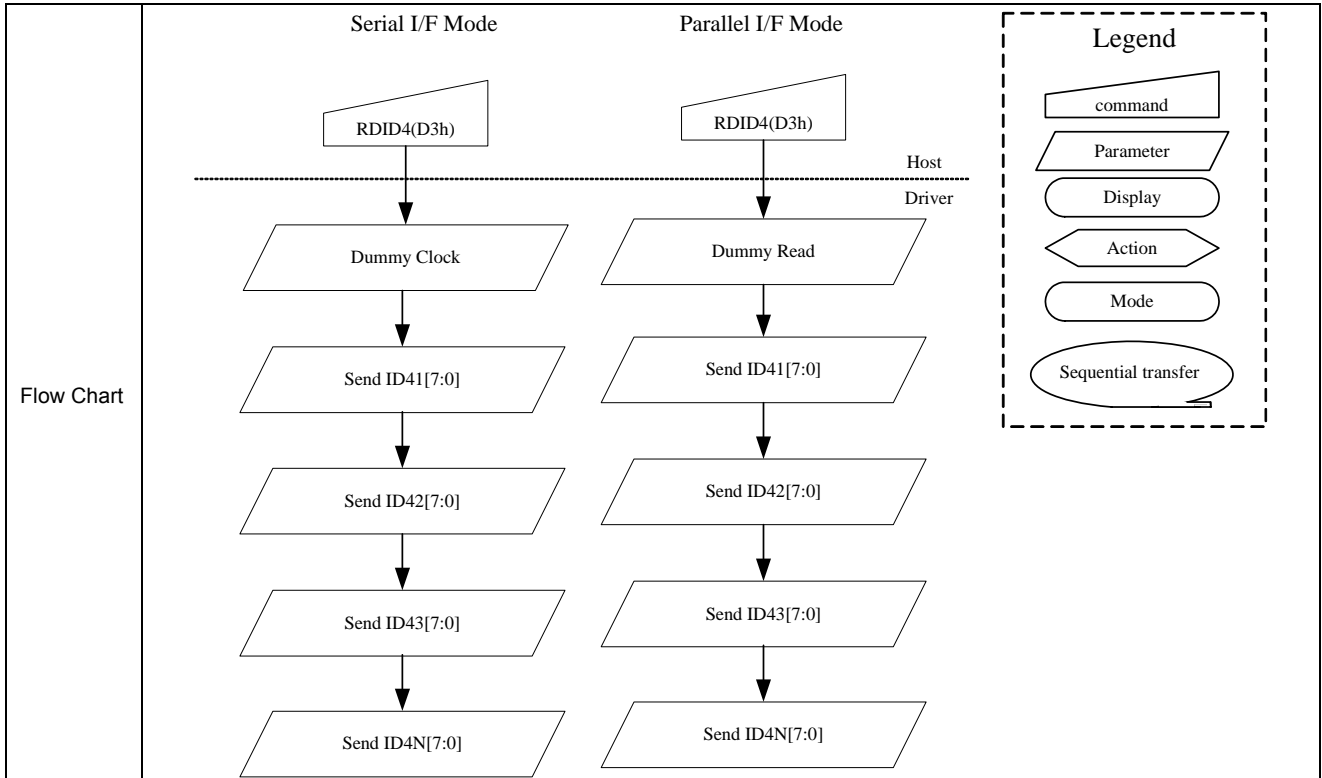 Flow Chart
Serial I/F Mode
RDID4(D3h)
Dummy Clock
Send ID41[7:0]
Send ID42[7:0]
Send ID43[7:0]
Send ID4N[7:0]
Parallel I/F Mode
RDID4(D3h)
Host
Driver
Dummy Read
Send ID41[7:0]
Send ID42[7:0]
Send ID43[7:0]
Send ID4N[7:0]
Legend
command
Parameter
Display
Action
Mode
Sequential transfer